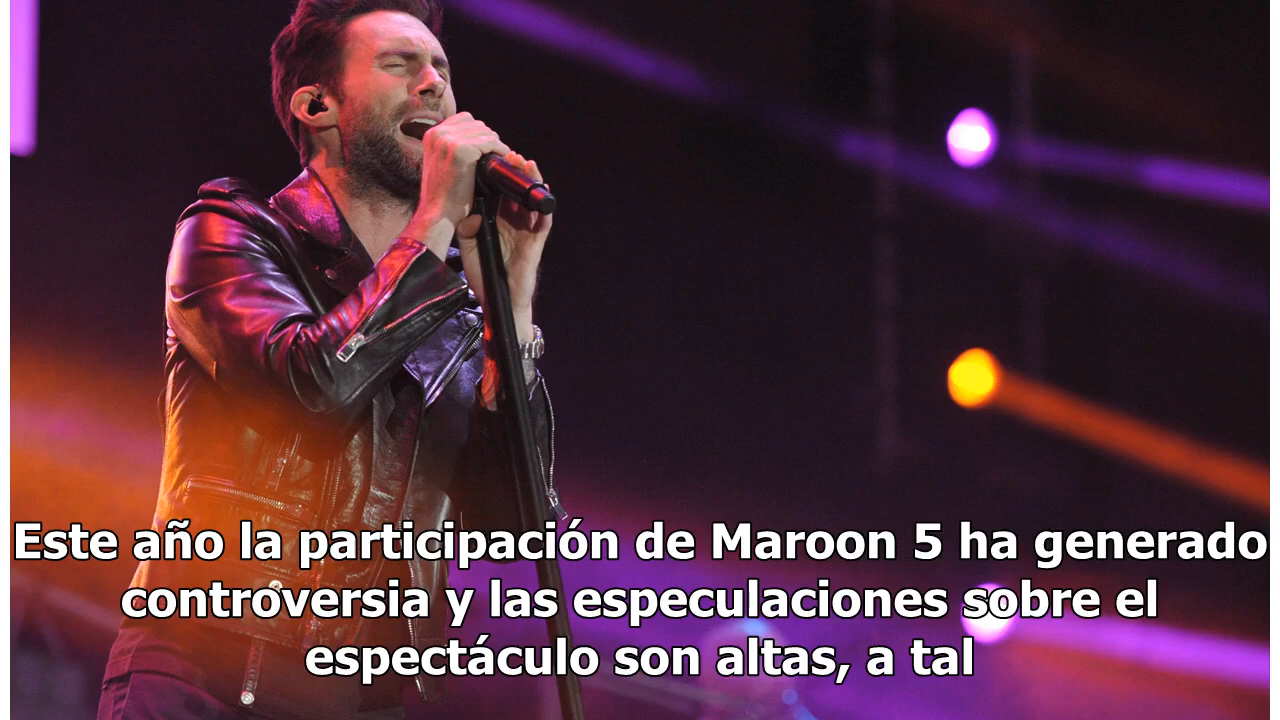 Este año la participación de Maroon 5 ha generado
controversia y las especulaciones sobre el
espectáculo son altas, a tal